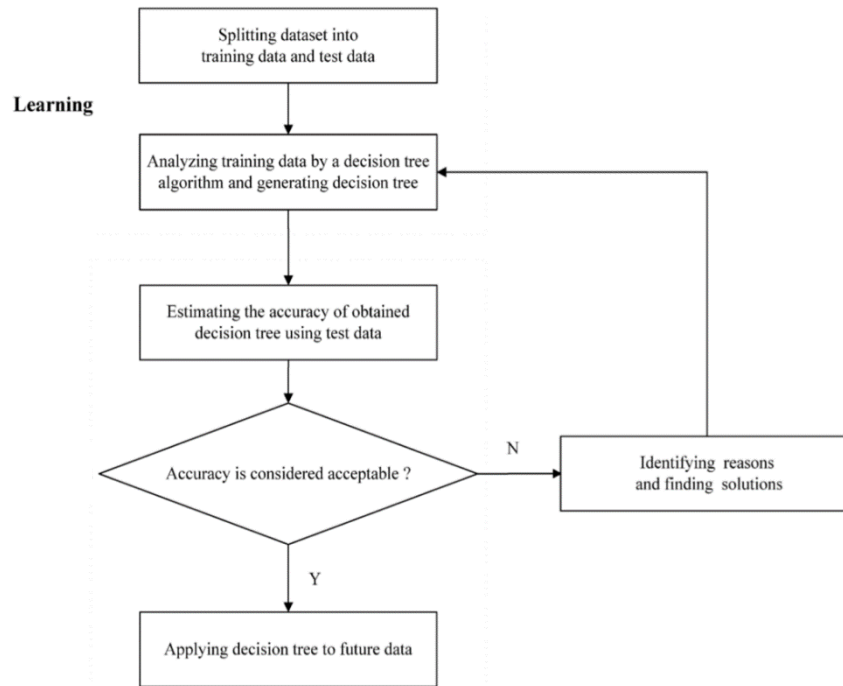 Splitting dataset into
training data and test data
Learning
Analyzing training data by a decision tree
algorithm and generating decision tree
Estimating the accuracy of obtained
decision tree using test data
Accuracy is considered acceptable ?
N
Identifying reasons
and finding solutions
Y
Applying decision tree to future data